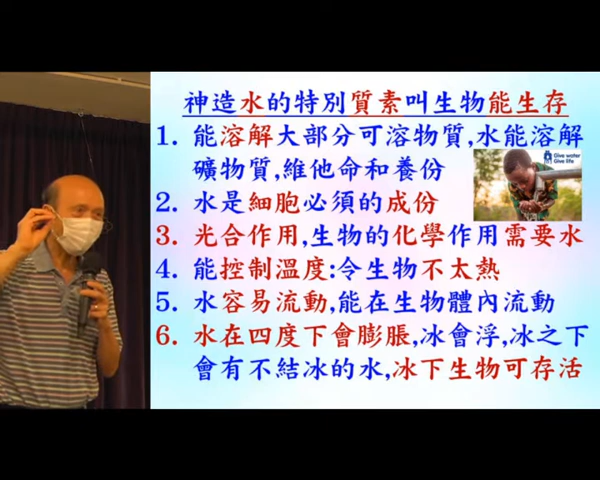 神造水的特別質素叫生物能生存
1. 能溶解大部分可溶物質,水能溶解
礦物質,維他命和養份
Give water
Give life
2. 水是細胞必須的成份
3. 光合作用,生物的化學作用需要水
4. 能控制溫度:令生物不太熱
5. 水容易流動,能在生物體內流動
6. 水在四度下會膨脹,冰會浮,冰之下
會有不結冰的水,冰下生物可存活